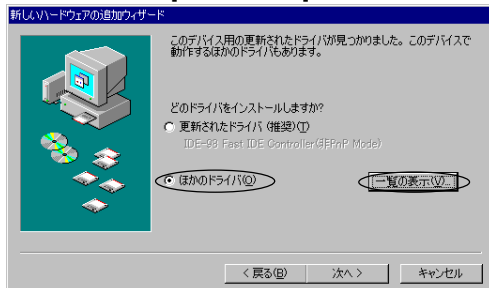 新しいハードウェアの追加ウィザード
このデバイス用の更新されたドライバが見つかりました。このデバイスで
動作するほかのドライバもあります。
どのドライバをインストールしますか?
更新されたドライバ (推奨)(T)
IDE-98 Fast IDE Controller(非PnP Mode)
ほかのドライバ(O)
一覧の表示(V)...
< 戻る(B)
次へ >
キャンセル